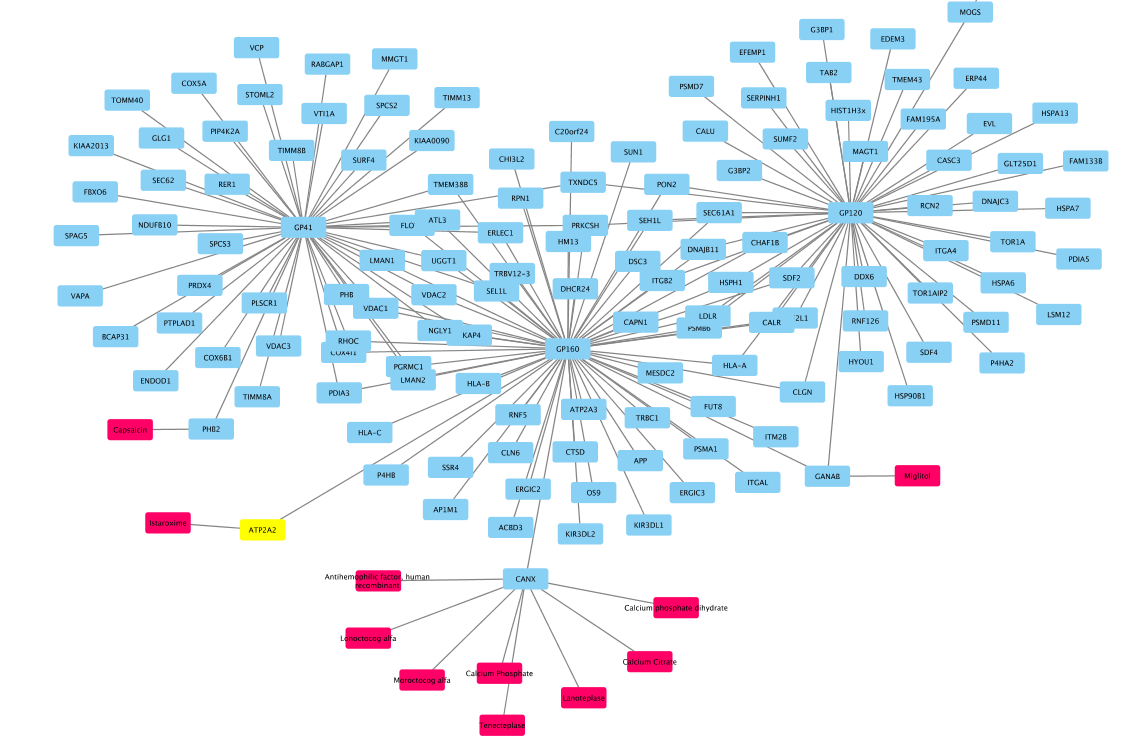 MOGS
G3BP1
EDEM3
VCP
EFEMP1
RABGAP1
MMGT1
TAB2
TMEM43
ERP44
COX5A
PSMD7
STOML2
SERPINH1
TIMM13
TOMM40
SPCS2
HIST1H3x
HSPA13
VTI1A
FAM195A
EVL
PIP4K2A
C20orf24
CALU
GLG1
SUMF2
KIAA0090
KIAA2013
TIMM8B
SUN1
MAGT1
SURF4
CHI3L2
CASC3
GLT25D1
FAM133B
G3BP2
SEC62
RER1
TMEM38B
TXNDC5
PON2
FBXO6
RPN1
RCN2
DNAJC3
HSPA7
SEC61A1
GP120
NDUFB10
GP41
FLO
ATL3
PRKCSH
SEH1L
SPAG5
ERLEC1
HM13
CHAF1B
TOR1A
SPCS3
DNAJB11
ITGA4
PDIA5
LMAN1
UGGT1
DSC3
TRBV12-3
ITGB2
SDF2
DDX6
PRDX4
HSPH1
HSPA6
VAPA
PHB
VDAC2
SEL1L
DHCR24
TOR1AIP2
PLSCR1
VDAC1
LDLR
2L1
LSM12
PTPLAD1
CAPN1
PSMB6
CALR
RNF126
PSMD11
BCAP31
NGLY1
KAP4
RHOC
VDAC3
GP160
COX6B1
COX4I1
SDF4
HYOU1
P4HA2
PGRMC1
HLA-A
ENDOD1
LMAN2
HLA-B
MESDC2
TIMM8A
PDIA3
CLGN
HSP90B1
FUT8
ATP2A3
RNF5
TRBC1
Capsaicin
PHB2
HLA-C
ITM2B
PSMA1
CLN6
CTSD
SSR4
APP
P4HB
GANAB
Miglitol
ITGAL
ERGIC2
OS9
ERGIC3
AP1M1
Istaroxime
ATP2A2
ACBD3
KIR3DL2
KIR3DL1
Antihemophilic factor, human
recombinant
CANX
Calcium phosphate dihydrate
Lonoctocog alfa
Calcium Citrate
Calcium Phosphate
Moroctocog alfa
Lanoteplase
Tenecteplase